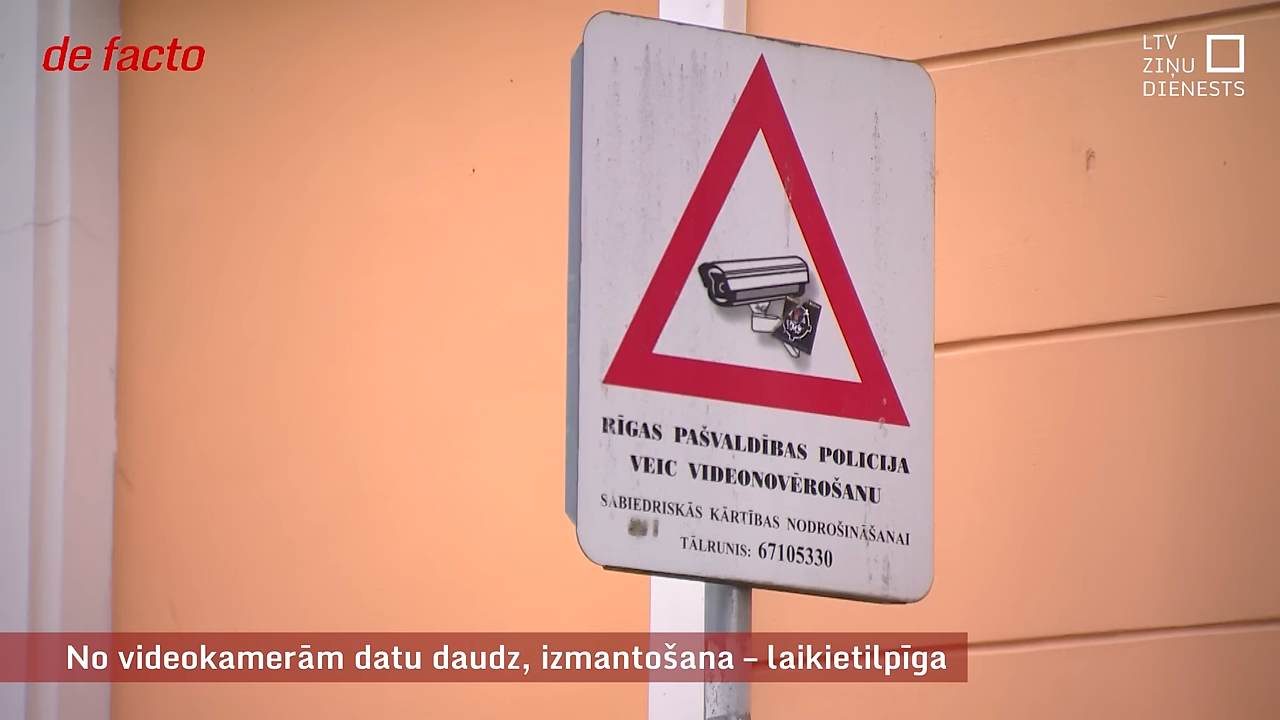 de facto
LTV
ZIŅU
DIENESTS
RĪGAS PAŠVALDĪBAS POLICIJA
VEIC VIDEONOVĒROŠANU
SABIEDRISKĀS KĀRTĪBAS NODROŠINĀŠANAI
TĀLRUNIS: 67105330
No videokamerām datu daudz, izmantošana – laikietilpīga